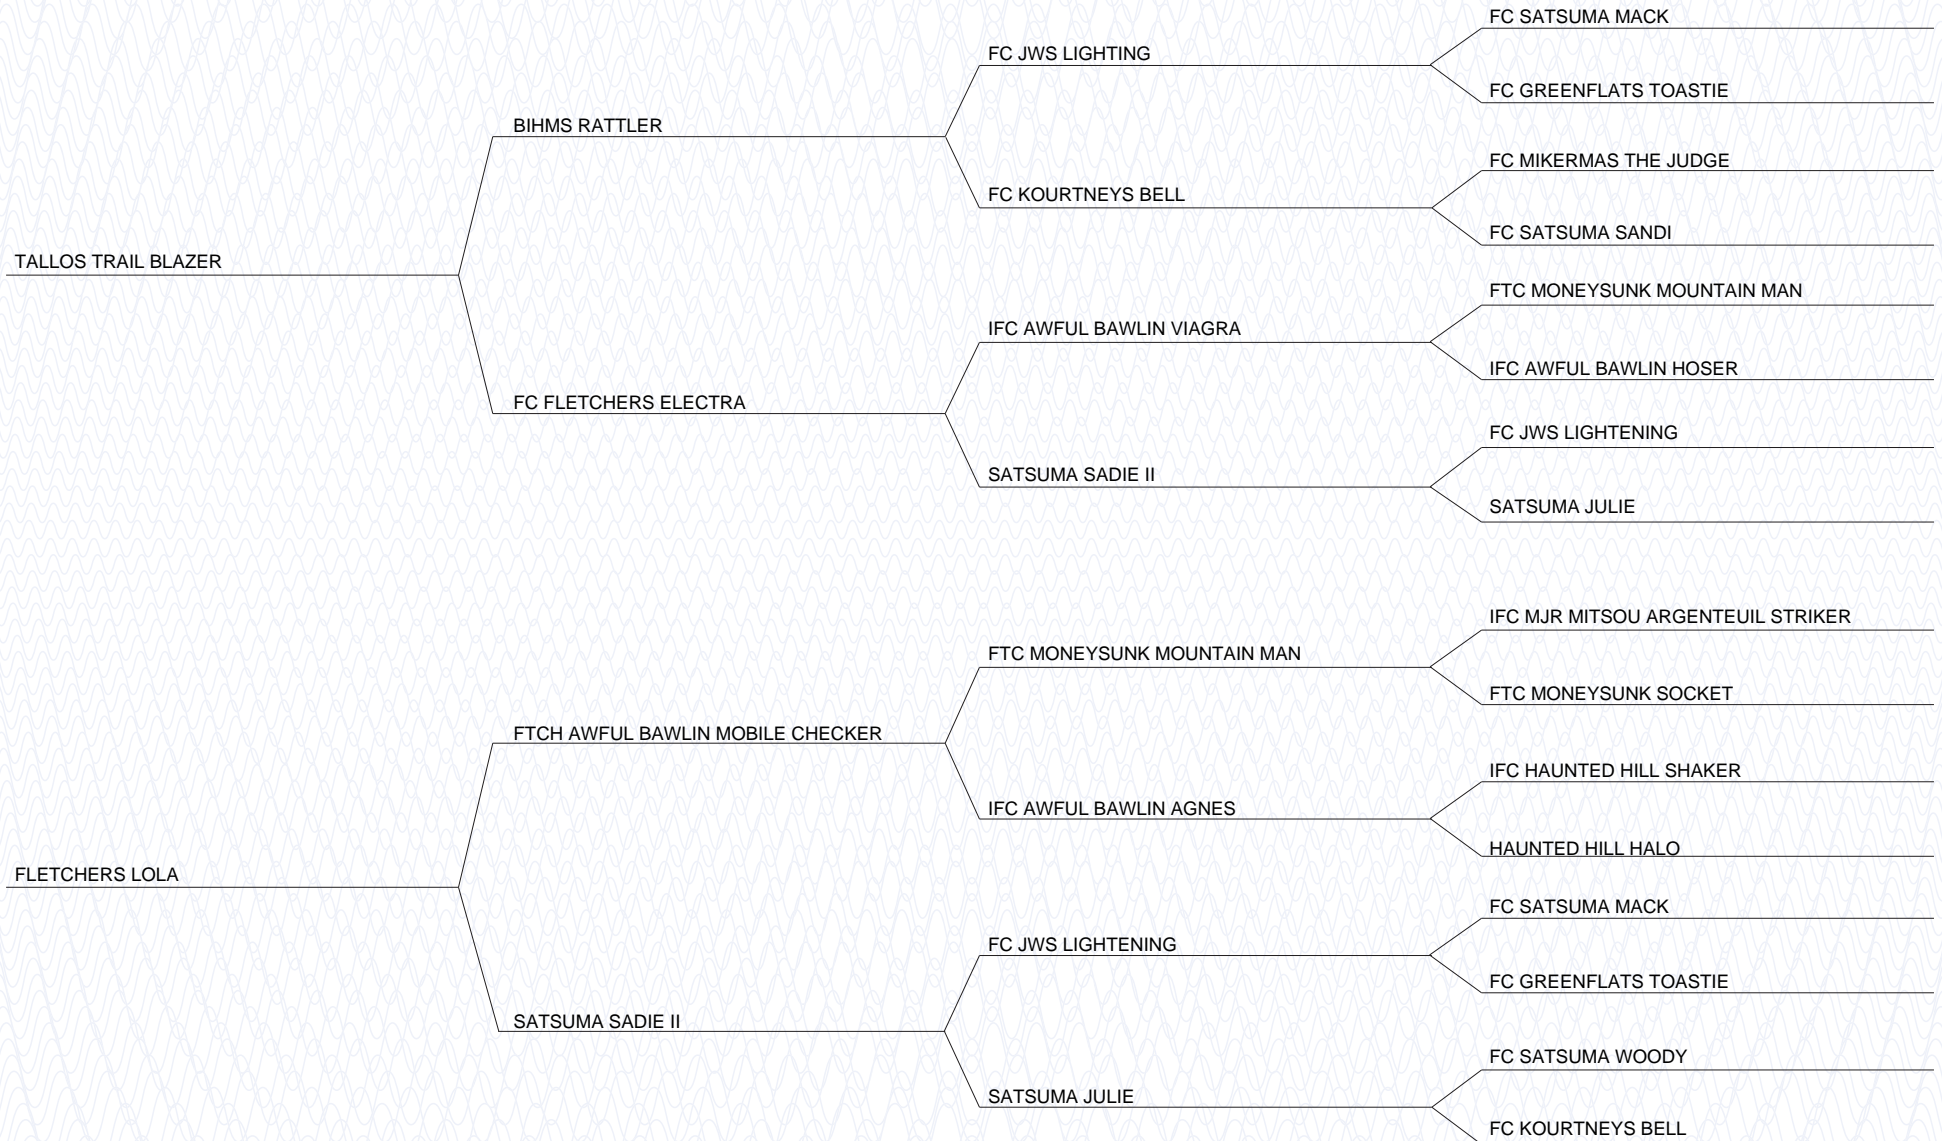 FC SATSUMA MACK
FC JWS LIGHTING
FC GREENFLATS TOASTIE
BIHMS RATTLER
FC MIKERMAS THE JUDGE
FC KOURTNEYS BELL
FC SATSUMA SANDI
TALLOS TRAIL BLAZER
FTC MONEYSUNK MOUNTAIN MAN
IFC AWFUL BAWLIN VIAGRA
IFC AWFUL BAWLIN HOSER
FC FLETCHERS ELECTRA
FC JWS LIGHTENING
SATSUMA SADIE II
SATSUMA JULIE
IFC MJR MITSOU ARGENTEUIL STRIKER
FTC MONEYSUNK MOUNTAIN MAN
FTC MONEYSUNK SOCKET
FTCH AWFUL BAWLIN MOBILE CHECKER
IFC HAUNTED HILL SHAKER
IFC AWFUL BAWLIN AGNES
HAUNTED HILL HALO
FLETCHERS LOLA
FC SATSUMA MACK
FC JWS LIGHTENING
FC GREENFLATS TOASTIE
SATSUMA SADIE II
FC SATSUMA WOODY
SATSUMA JULIE
FC KOURTNEYS BELL